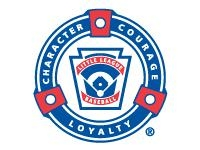 CHARACTER
COURAGE
LOYALTY
LITTLE LEAGUE
BASEBALL
®